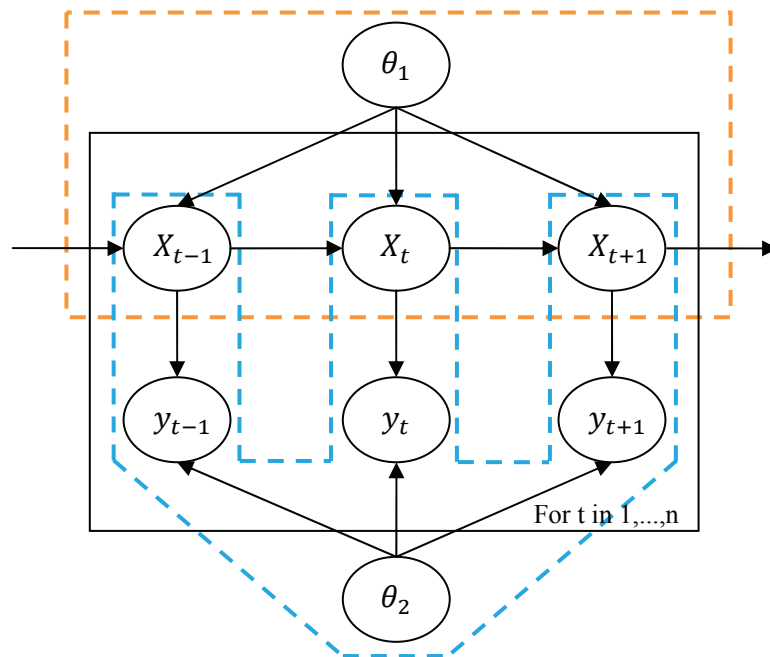 θ₁
Xₜ₋₁ Xₜ Xₜ₊₁
yₜ₋₁ yₜ yₜ₊₁
For t in 1,...,n
θ₂